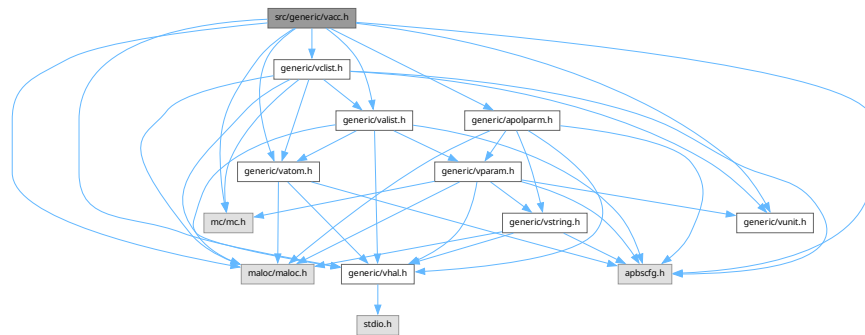 src/generic/vacc.h
generic/vclist.h
generic/valist.h
generic/apolparm.h
generic/vatom.h
generic/vparam.h
mc/mc.h
generic/vstring.h
generic/vunit.h
maloc/maloc.h
generic/vhal.h
apbscfg.h
stdio.h